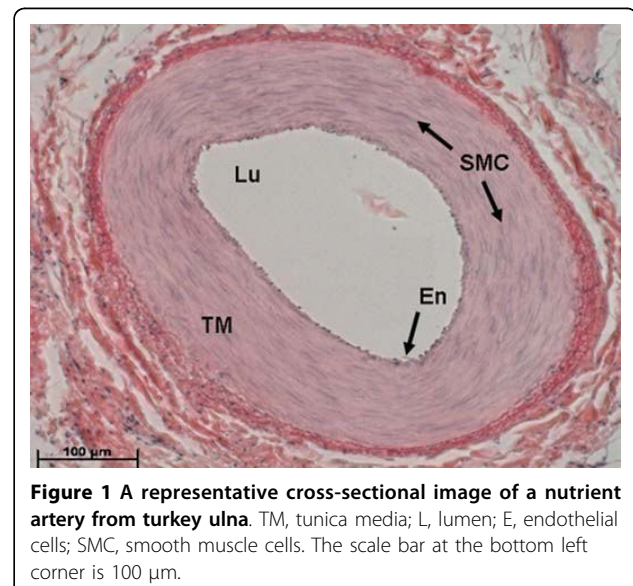 SMC
Lu
En
TM
100 µm
Figure 1 A representative cross-sectional image of a nutrient
artery from turkey ulna. TM, tunica media; L, lumen; E, endothelial
cells; SMC, smooth muscle cells. The scale bar at the bottom left
corner is 100 μm.